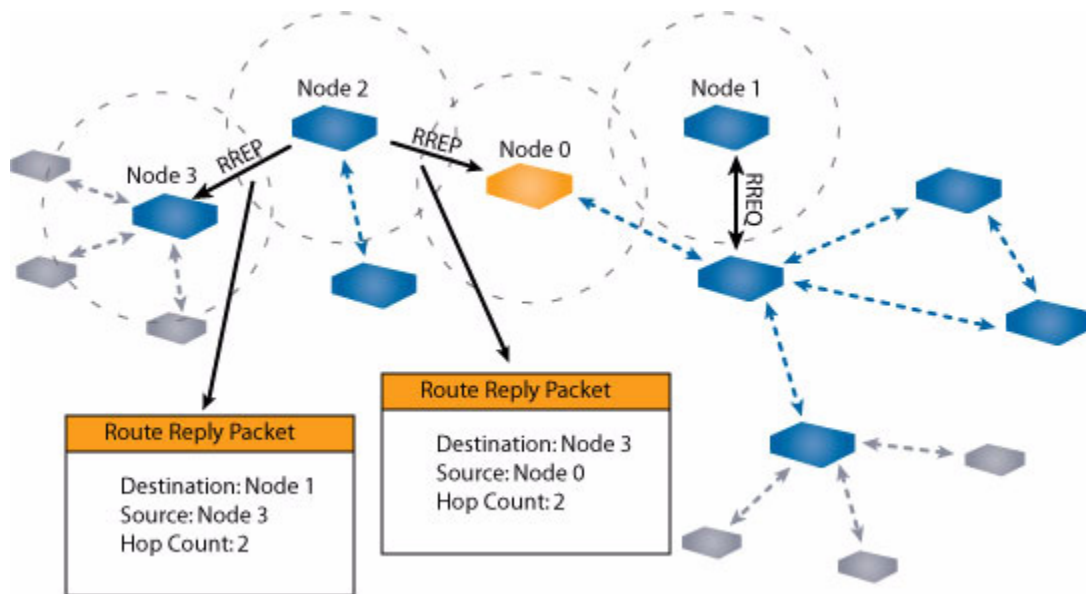 Node 2
Node 1
RREP
RREP
Node 0
Node 3
RREQ
Route Reply Packet
Destination: Node 3
Source: Node 0
Hop Count: 2
Route Reply Packet
Destination: Node 1
Source: Node 3
Hop Count: 2